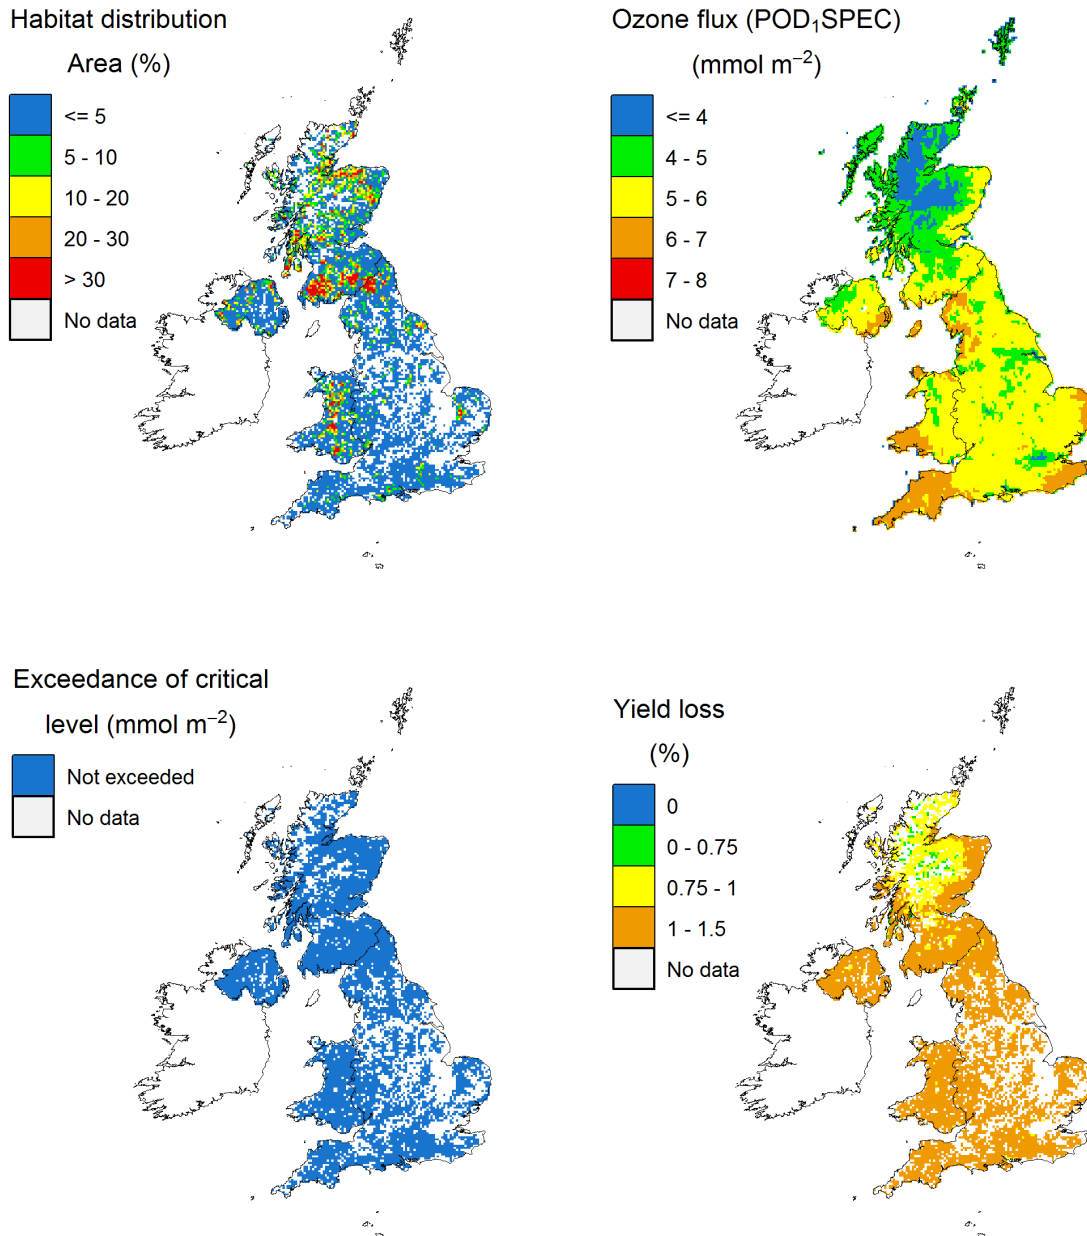 Habitat distribution
Area (%)
<= 5
5 - 10
10 - 20
20 - 30
> 30
No data
Ozone flux (POD₁SPEC)
(mmol m⁻²)
<= 4
4 - 5
5 - 6
6 - 7
7 - 8
No data
Exceedance of critical
level (mmol m⁻²)
Not exceeded
No data
Yield loss
(%)
0
0 - 0.75
0.75 - 1
1 - 1.5
No data